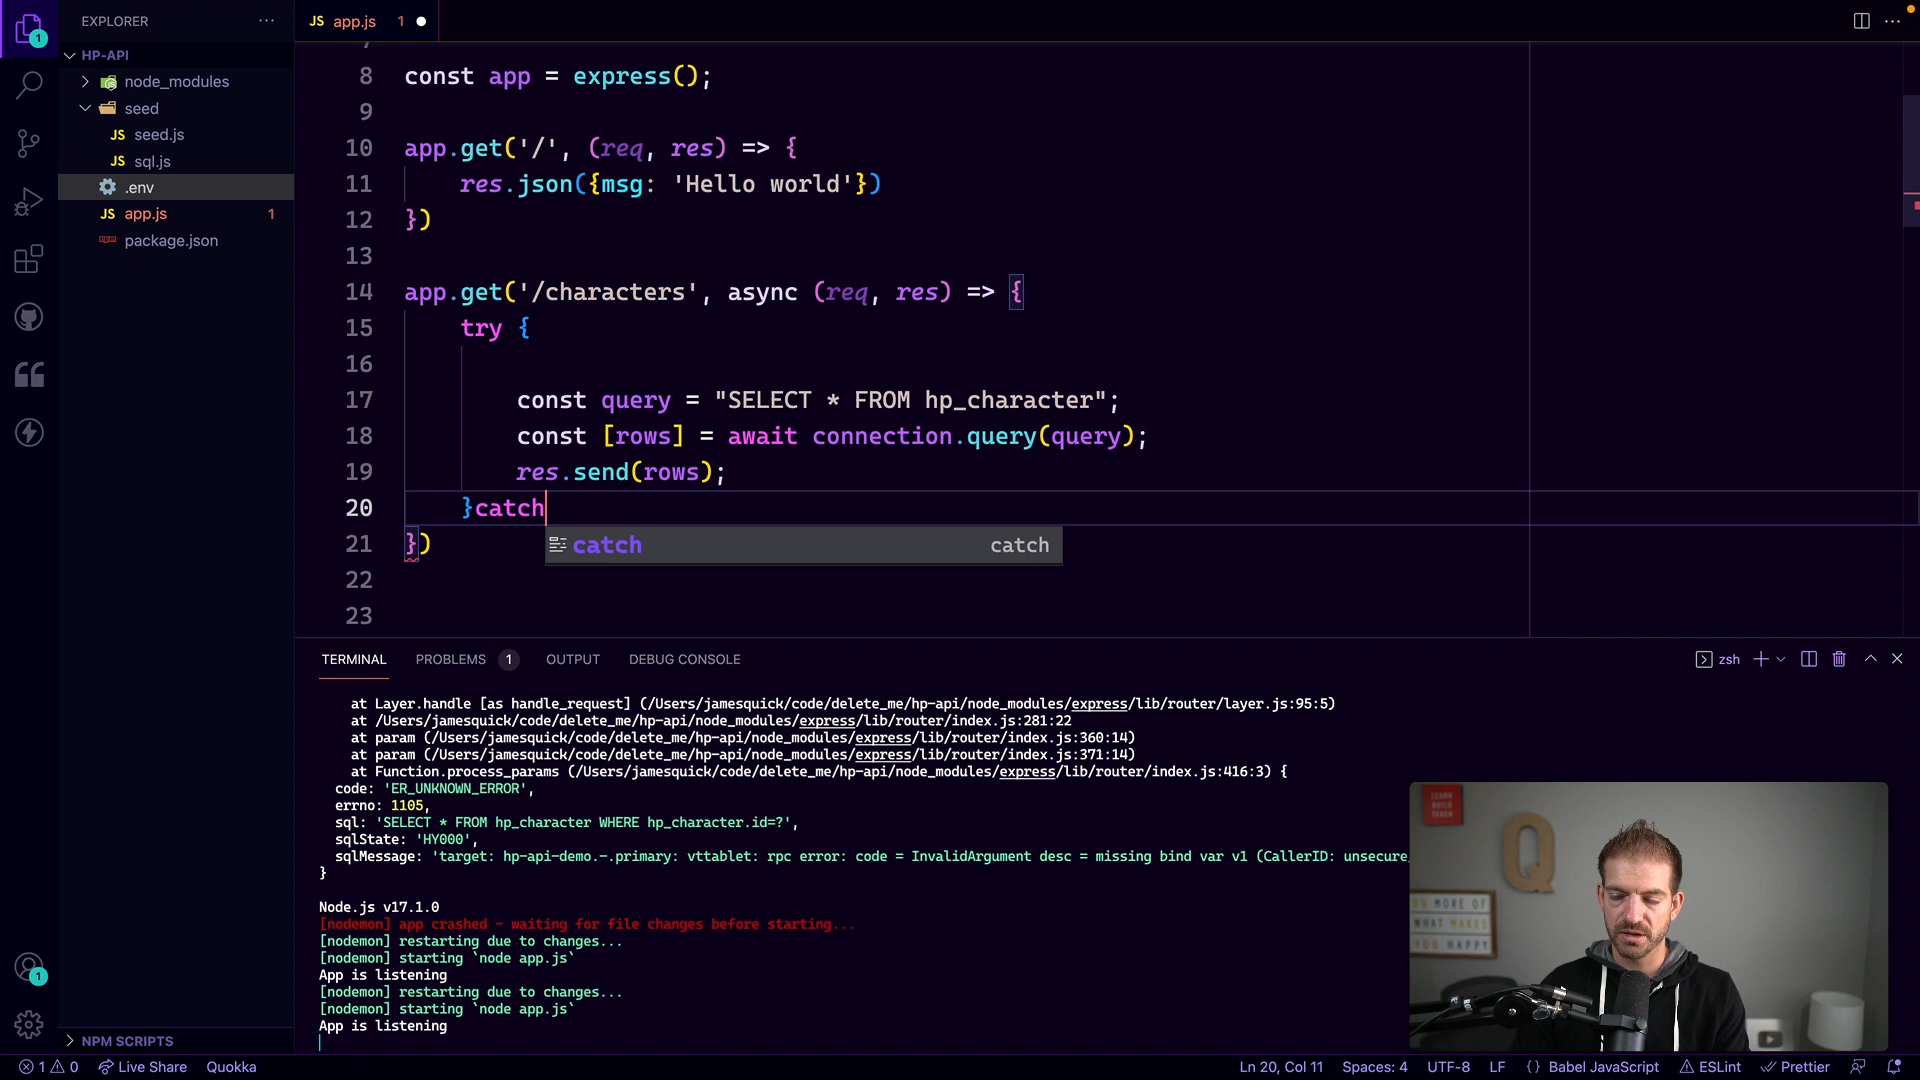 1
EXPLORER
JS app.js 1
HP-API
node_modules
seed
JS seed.js
JS sql.js
.env
JS app.js 1
package.json
8 const app = express();
9
10 app.get('/', (req, res) => {
11 res.json({msg: 'Hello world'})
12 })
13
14 app.get('/characters', async (req, res) => {
15 try {
16
17 const query = "SELECT * FROM hp_character";
18 const [rows] = await connection.query(query);
19 res.send(rows);
20 }catch
catch catch
21 })
22
23
TERMINAL PROBLEMS 1 OUTPUT DEBUG CONSOLE zsh
at Layer.handle [as handle_request] (/Users/jamesquick/code/delete_me/hp-api/node_modules/express/lib/router/layer.js:95:5)
at /Users/jamesquick/code/delete_me/hp-api/node_modules/express/lib/router/index.js:281:22
at param (/Users/jamesquick/code/delete_me/hp-api/node_modules/express/lib/router/index.js:360:14)
at param (/Users/jamesquick/code/delete_me/hp-api/node_modules/express/lib/router/index.js:371:14)
at Function.process_params (/Users/jamesquick/code/delete_me/hp-api/node_modules/express/lib/router/index.js:416:3) {
code: 'ER_UNKNOWN_ERROR',
errno: 1105,
sql: 'SELECT * FROM hp_character WHERE hp_character.id=?',
sqlState: 'HY000',
sqlMessage: 'target: hp-api-demo.-.primary: vttablet: rpc error: code = InvalidArgument desc = missing bind var v1 (CallerID: unsecure
}
Node.js v17.1.0
[nodemon] app crashed - waiting for file changes before starting...
[nodemon] restarting due to changes...
[nodemon] starting `node app.js`
App is listening
[nodemon] restarting due to changes...
[nodemon] starting `node app.js`
App is listening
LEARN
BUILD
TEACH
Q
DO MORE OF
WHAT MAKES
YOU HAPPY
1
NPM SCRIPTS
1 0 Live Share Quokka Ln 20, Col 11 Spaces: 4 UTF-8 LF {} Babel JavaScript ESLint Prettier